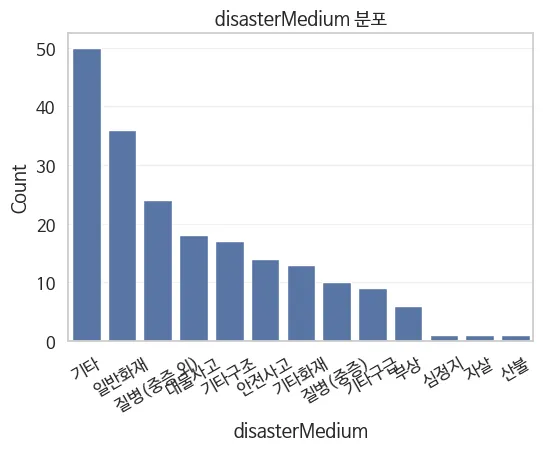 disasterMedium 분포
Count
50
40
30
20
10
0
기타
일반화재
질병(중증 외)
대물사고
기타구조
안전사고
기타화재
질병(중증)
기타구급
부상
심정지
자살
산불
disasterMedium